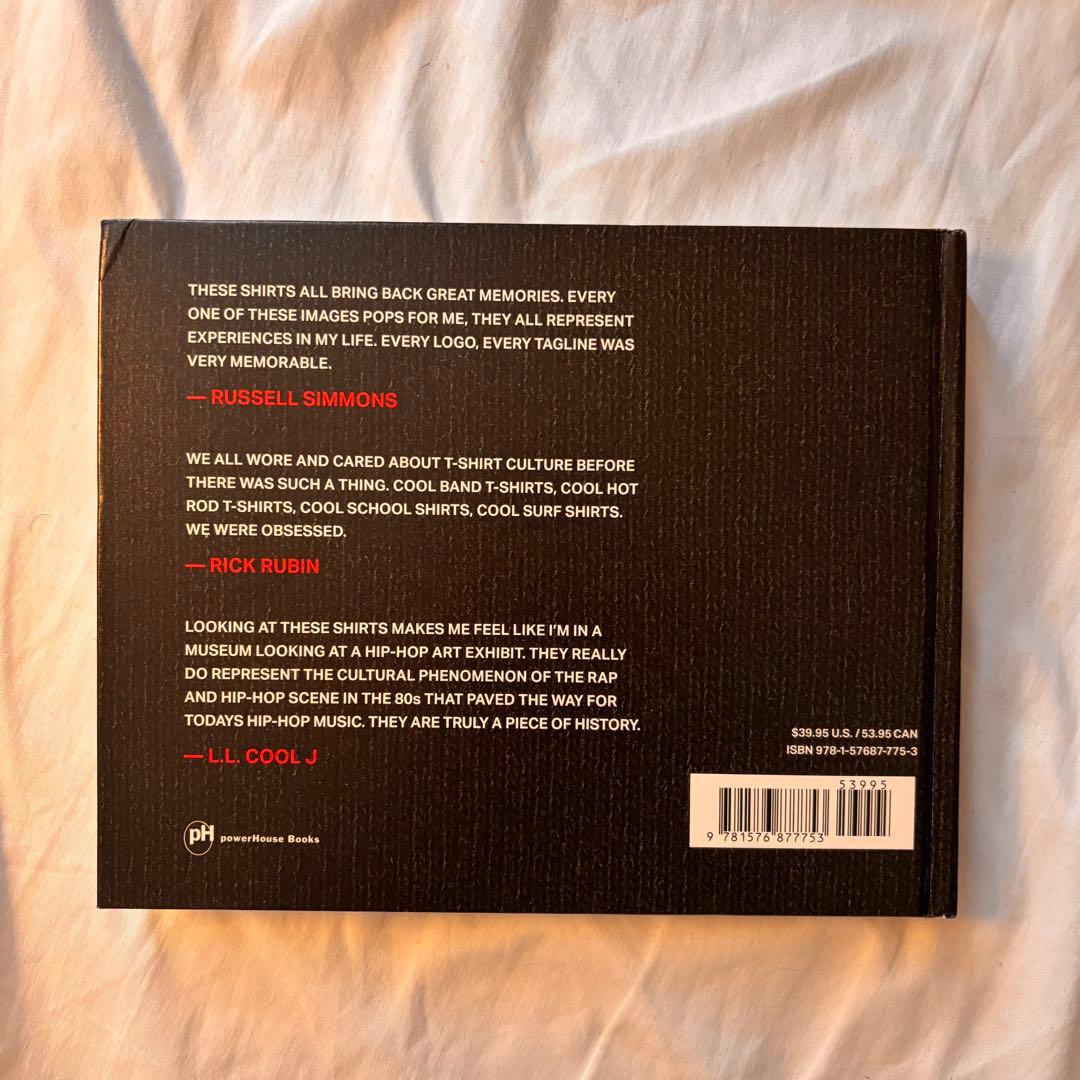 THESE SHIRTS ALL BRING BACK GREAT MEMORIES. EVERY
ONE OF THESE IMAGES POPS FOR ME, THEY ALL REPRESENT
EXPERIENCES IN MY LIFE. EVERY LOGO, EVERY TAGLINE WAS
VERY MEMORABLE.
— RUSSELL SIMMONS
WE ALL WORE AND CARED ABOUT T-SHIRT CULTURE BEFORE
THERE WAS SUCH A THING. COOL BAND T-SHIRTS, COOL HOT
ROD T-SHIRTS, COOL SCHOOL SHIRTS, COOL SURF SHIRTS.
WE WERE OBSESSED.
— RICK RUBIN
LOOKING AT THESE SHIRTS MAKES ME FEEL LIKE I'M IN A
MUSEUM LOOKING AT A HIP-HOP ART EXHIBIT. THEY REALLY
DO REPRESENT THE CULTURAL PHENOMENON OF THE RAP
AND HIP-HOP SCENE IN THE 80s THAT PAVED THE WAY FOR
TODAYS HIP-HOP MUSIC. THEY ARE TRULY A PIECE OF HISTORY.
— L.L. COOL J
pH powerHouse Books
$39.95 U.S. / 53.95 CAN
ISBN 978-1-57687-775-3
53995
9 781576 877753